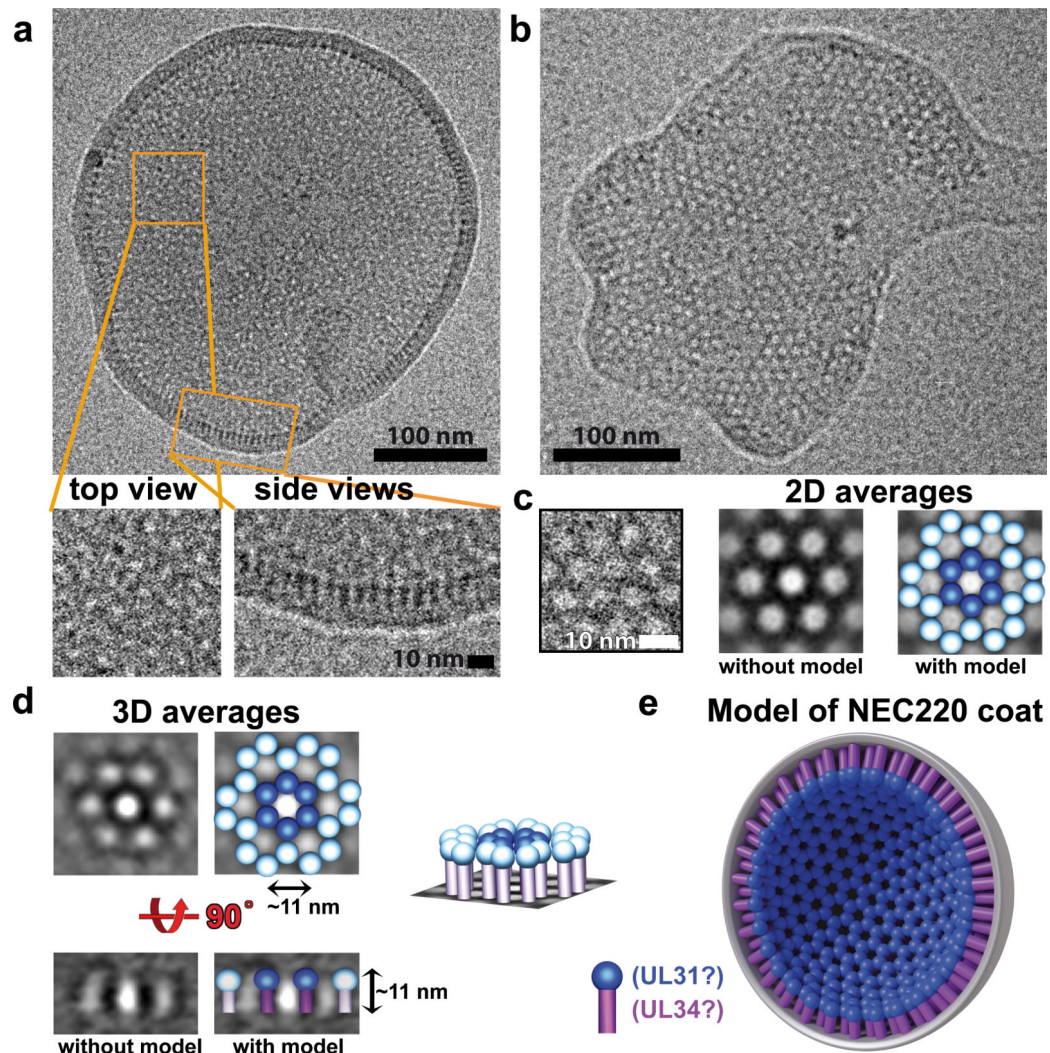 a
b
100 nm
100 nm
top view
side views
10 nm
c
2D averages
10 nm
without model
with model
d
3D averages
~11 nm
90°
~11 nm
without model
with model
e
Model of NEC220 coat
(UL31?)
(UL34?)